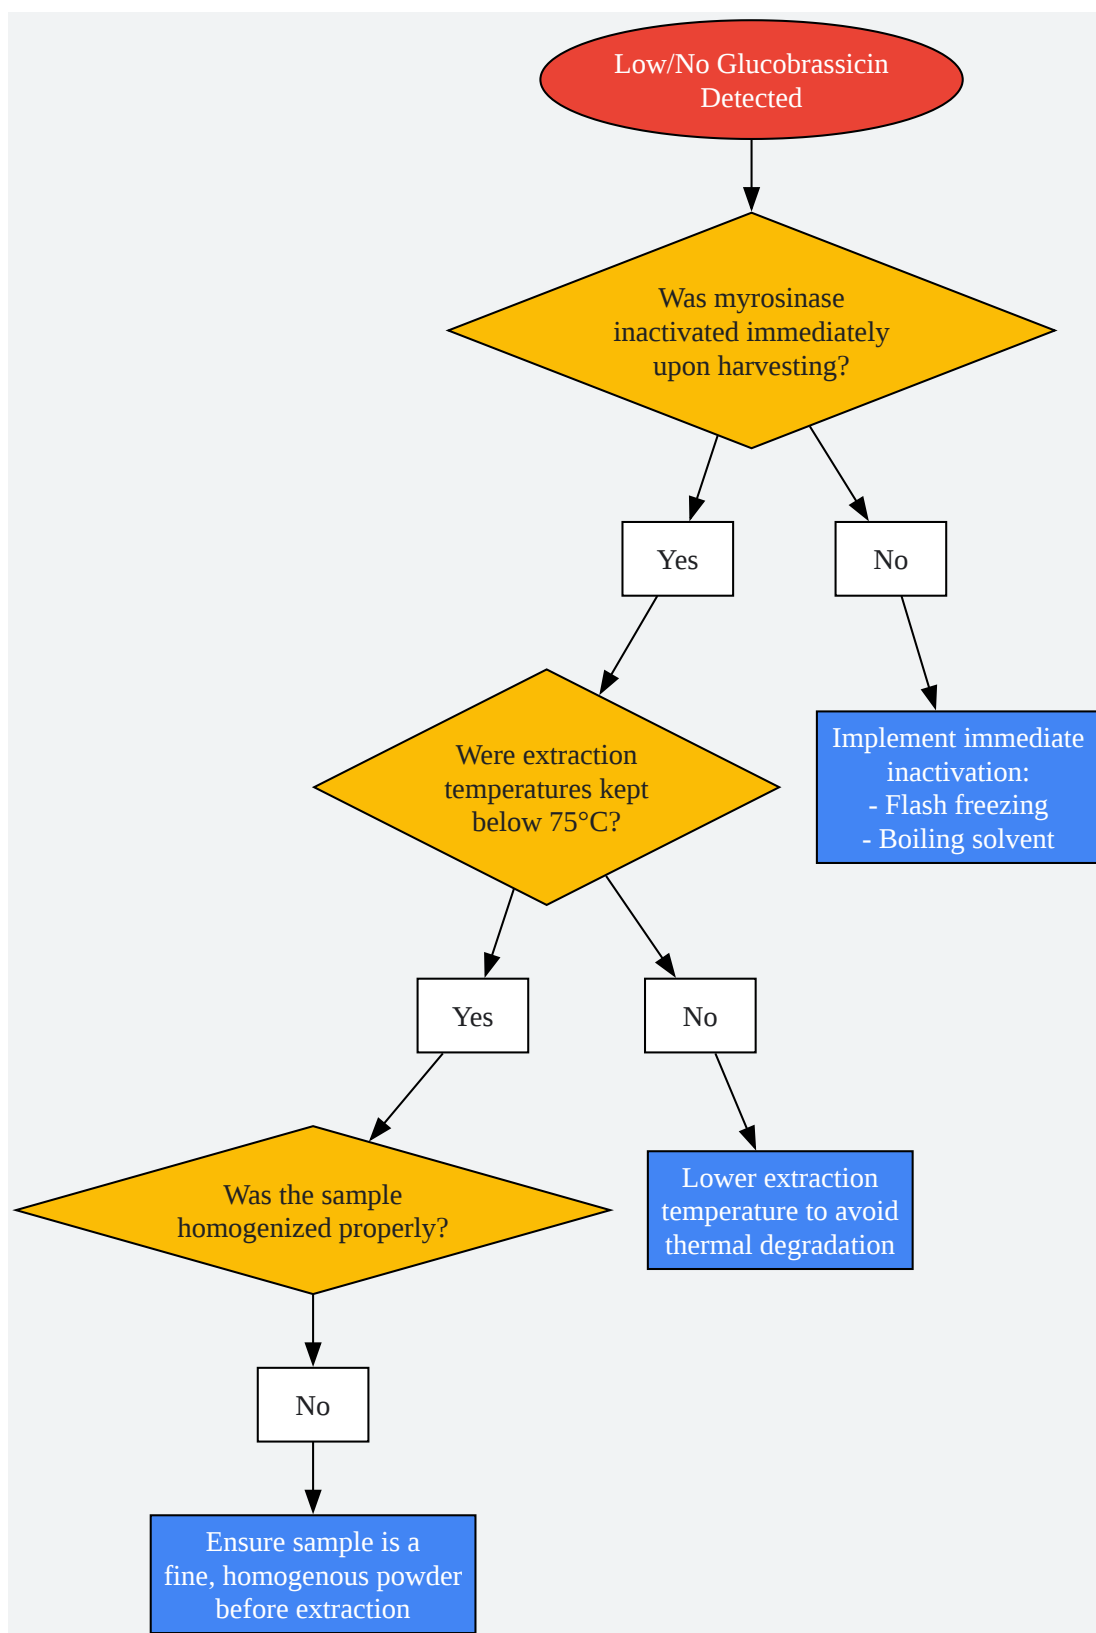 Low/No Glucobrassicin
Detected
Was myrosinase
inactivated immediately
upon harvesting?
Yes
No
Were extraction
temperatures kept
below 75°C?
Implement immediate
inactivation:
- Flash freezing
- Boiling solvent
Yes
No
Was the sample
homogenized properly?
Lower extraction
temperature to avoid
thermal degradation
No
Ensure sample is a
fine, homogenous powder
before extraction